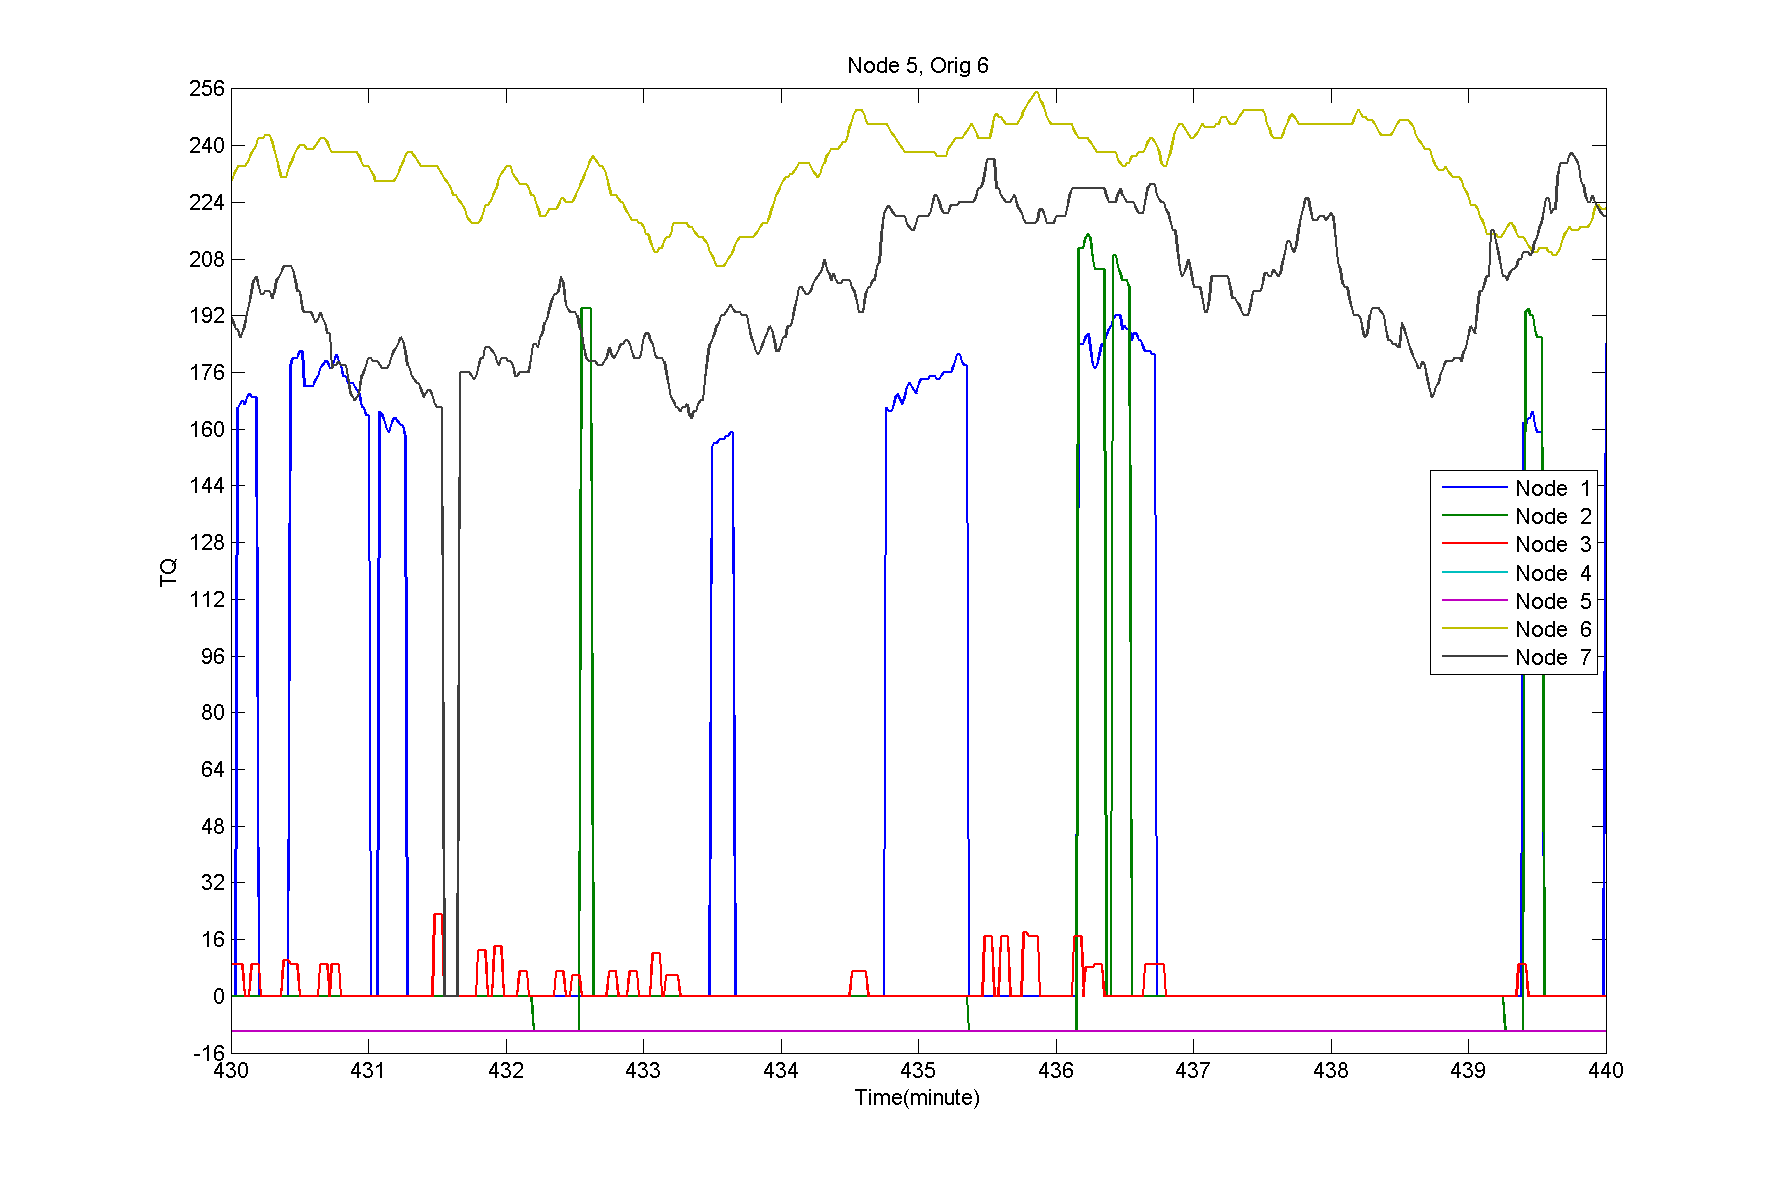 Node 5, Orig 6
256
240
224
208
192
176
160
144
128
112
96
80
64
48
32
16
0
-16
TQ
Node 1
Node 2
Node 3
Node 4
Node 5
Node 6
Node 7
430 431 432 433 434 435 436 437 438 439 440
Time(minute)